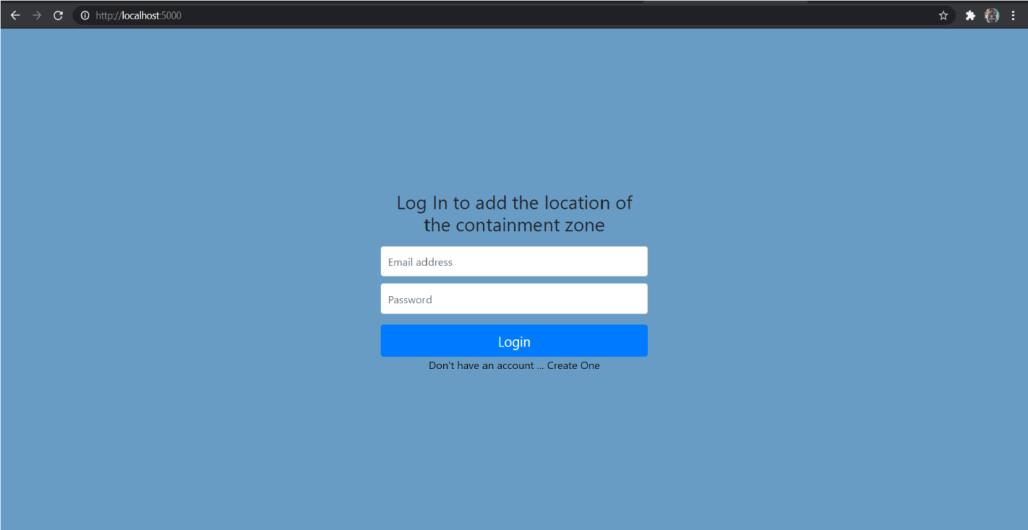 http://localhost:5000
Log In to add the location of
the containment zone
Email address
Password
Login
Don't have an account ... Create One